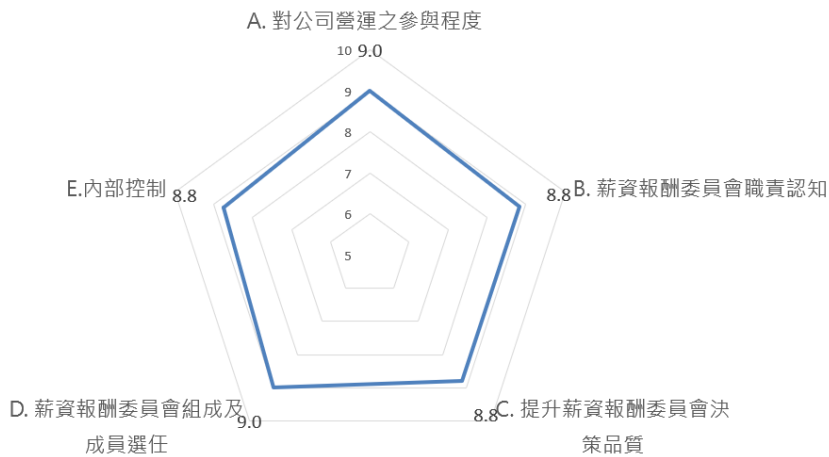 A. 對公司營運之參與程度
10
9.0
9
8
7
E.內部控制
8.8
8.8
B. 薪資報酬委員會職責認知
6
5
D. 薪資報酬委員會組成及
成員選任
9.0
8.8
C. 提升薪資報酬委員會決
策品質